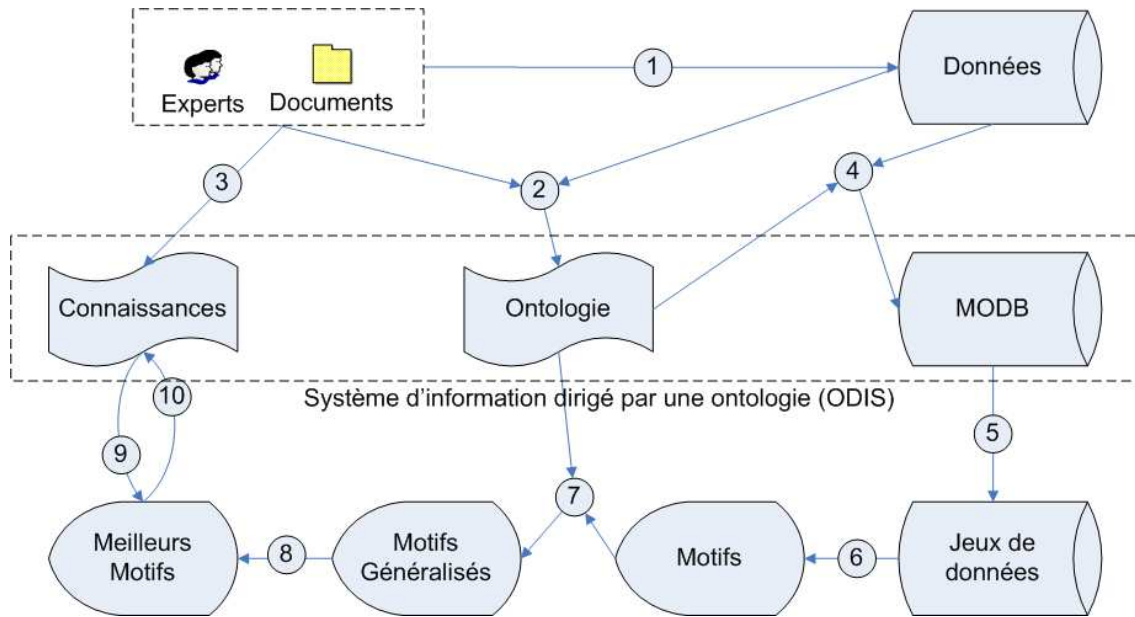 Experts
Documents
1
Données
3
2
4
Connaissances
Ontologie
MODB
10
Système d'information dirigé par une ontologie (ODIS)
9
5
7
Meilleurs
Motifs
8
Motifs
Généralisés
Motifs
6
Jeux de
données